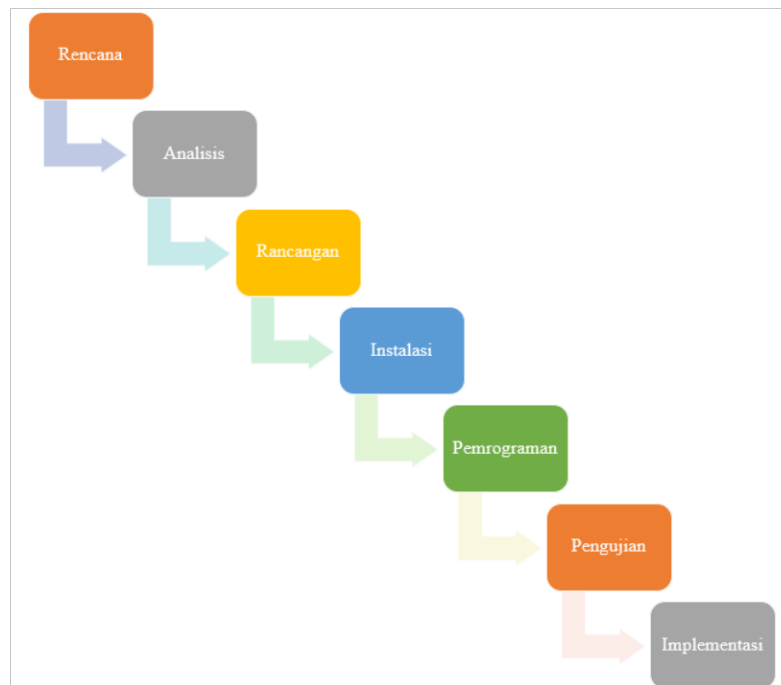 Rencana
Analisis
Rancangan
Instalasi
Pemrograman
Pengujian
Implementasi